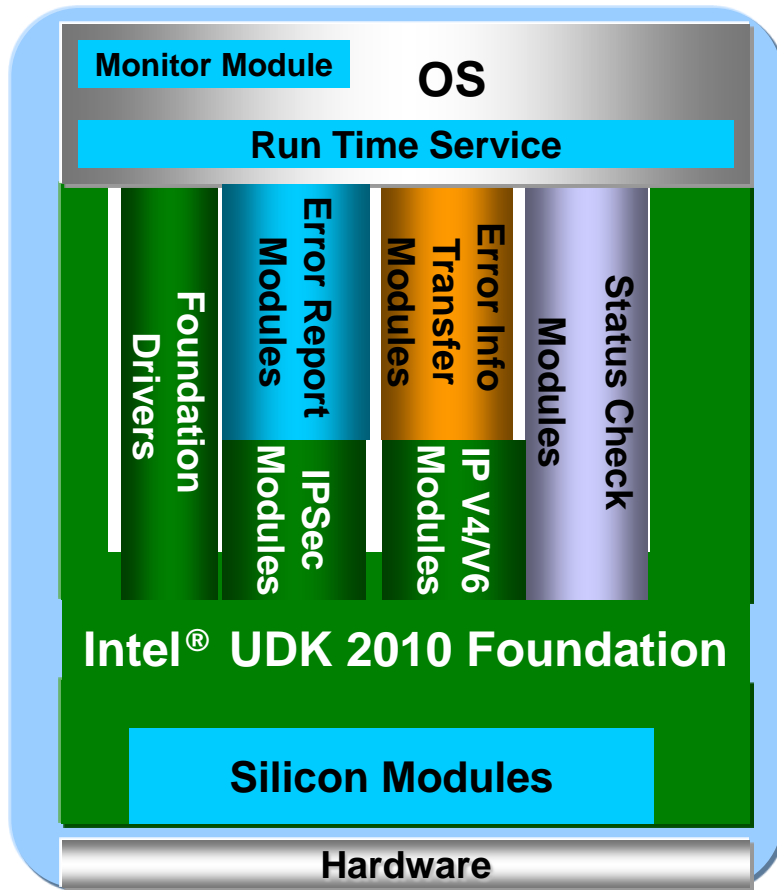 Monitor Module
OS
Run Time Service
Foundation
Drivers
Error Report
Modules
Error Info
Transfer
Modules
Status Check
Modules
IPSec
Modules
IP V4/V6
Modules
Intel® UDK 2010 Foundation
Silicon Modules
Hardware